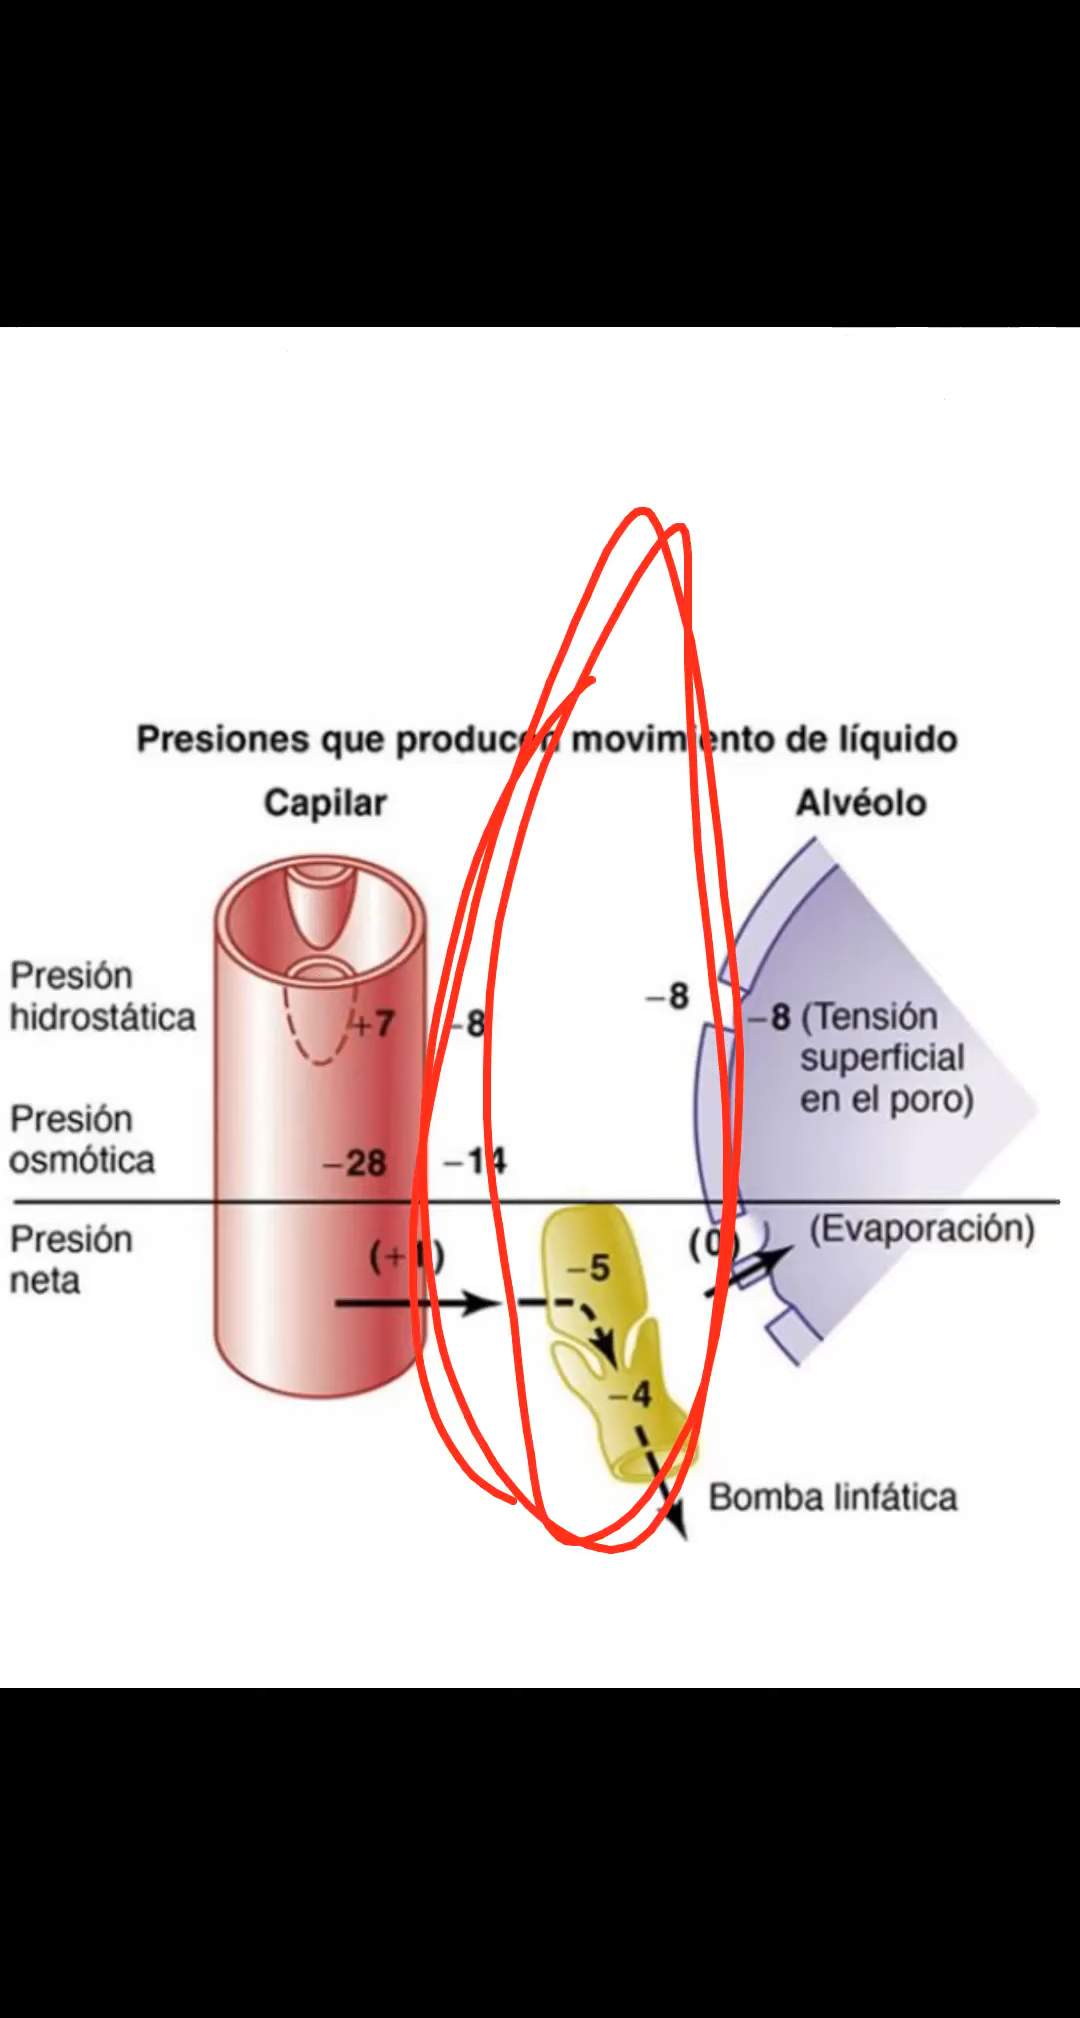 Presiones que producen movimiento de líquido
Capilar
Alvéolo
Presión
hidrostática
+7
-8
-8
-8 (Tensión
superficial
en el poro)
Presión
osmótica
-28
-14
Presión
neta
(+1)
-5
(0)
(Evaporación)
-4
Bomba linfática